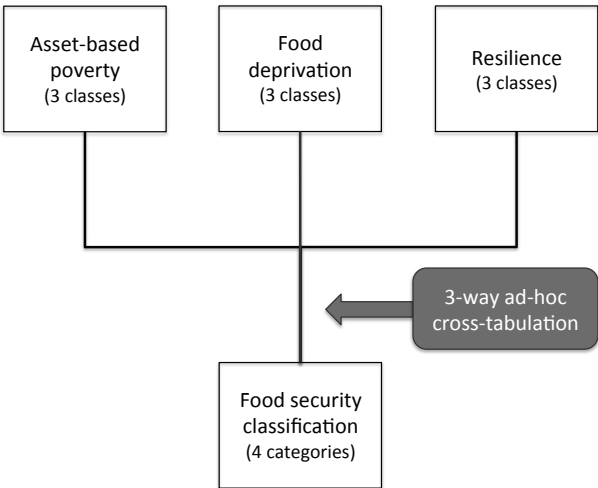 Asset-based
poverty
(3 classes)
Food
deprivation
(3 classes)
Resilience
(3 classes)
3-way ad-hoc
cross-tabulation
Food security
classification
(4 categories)